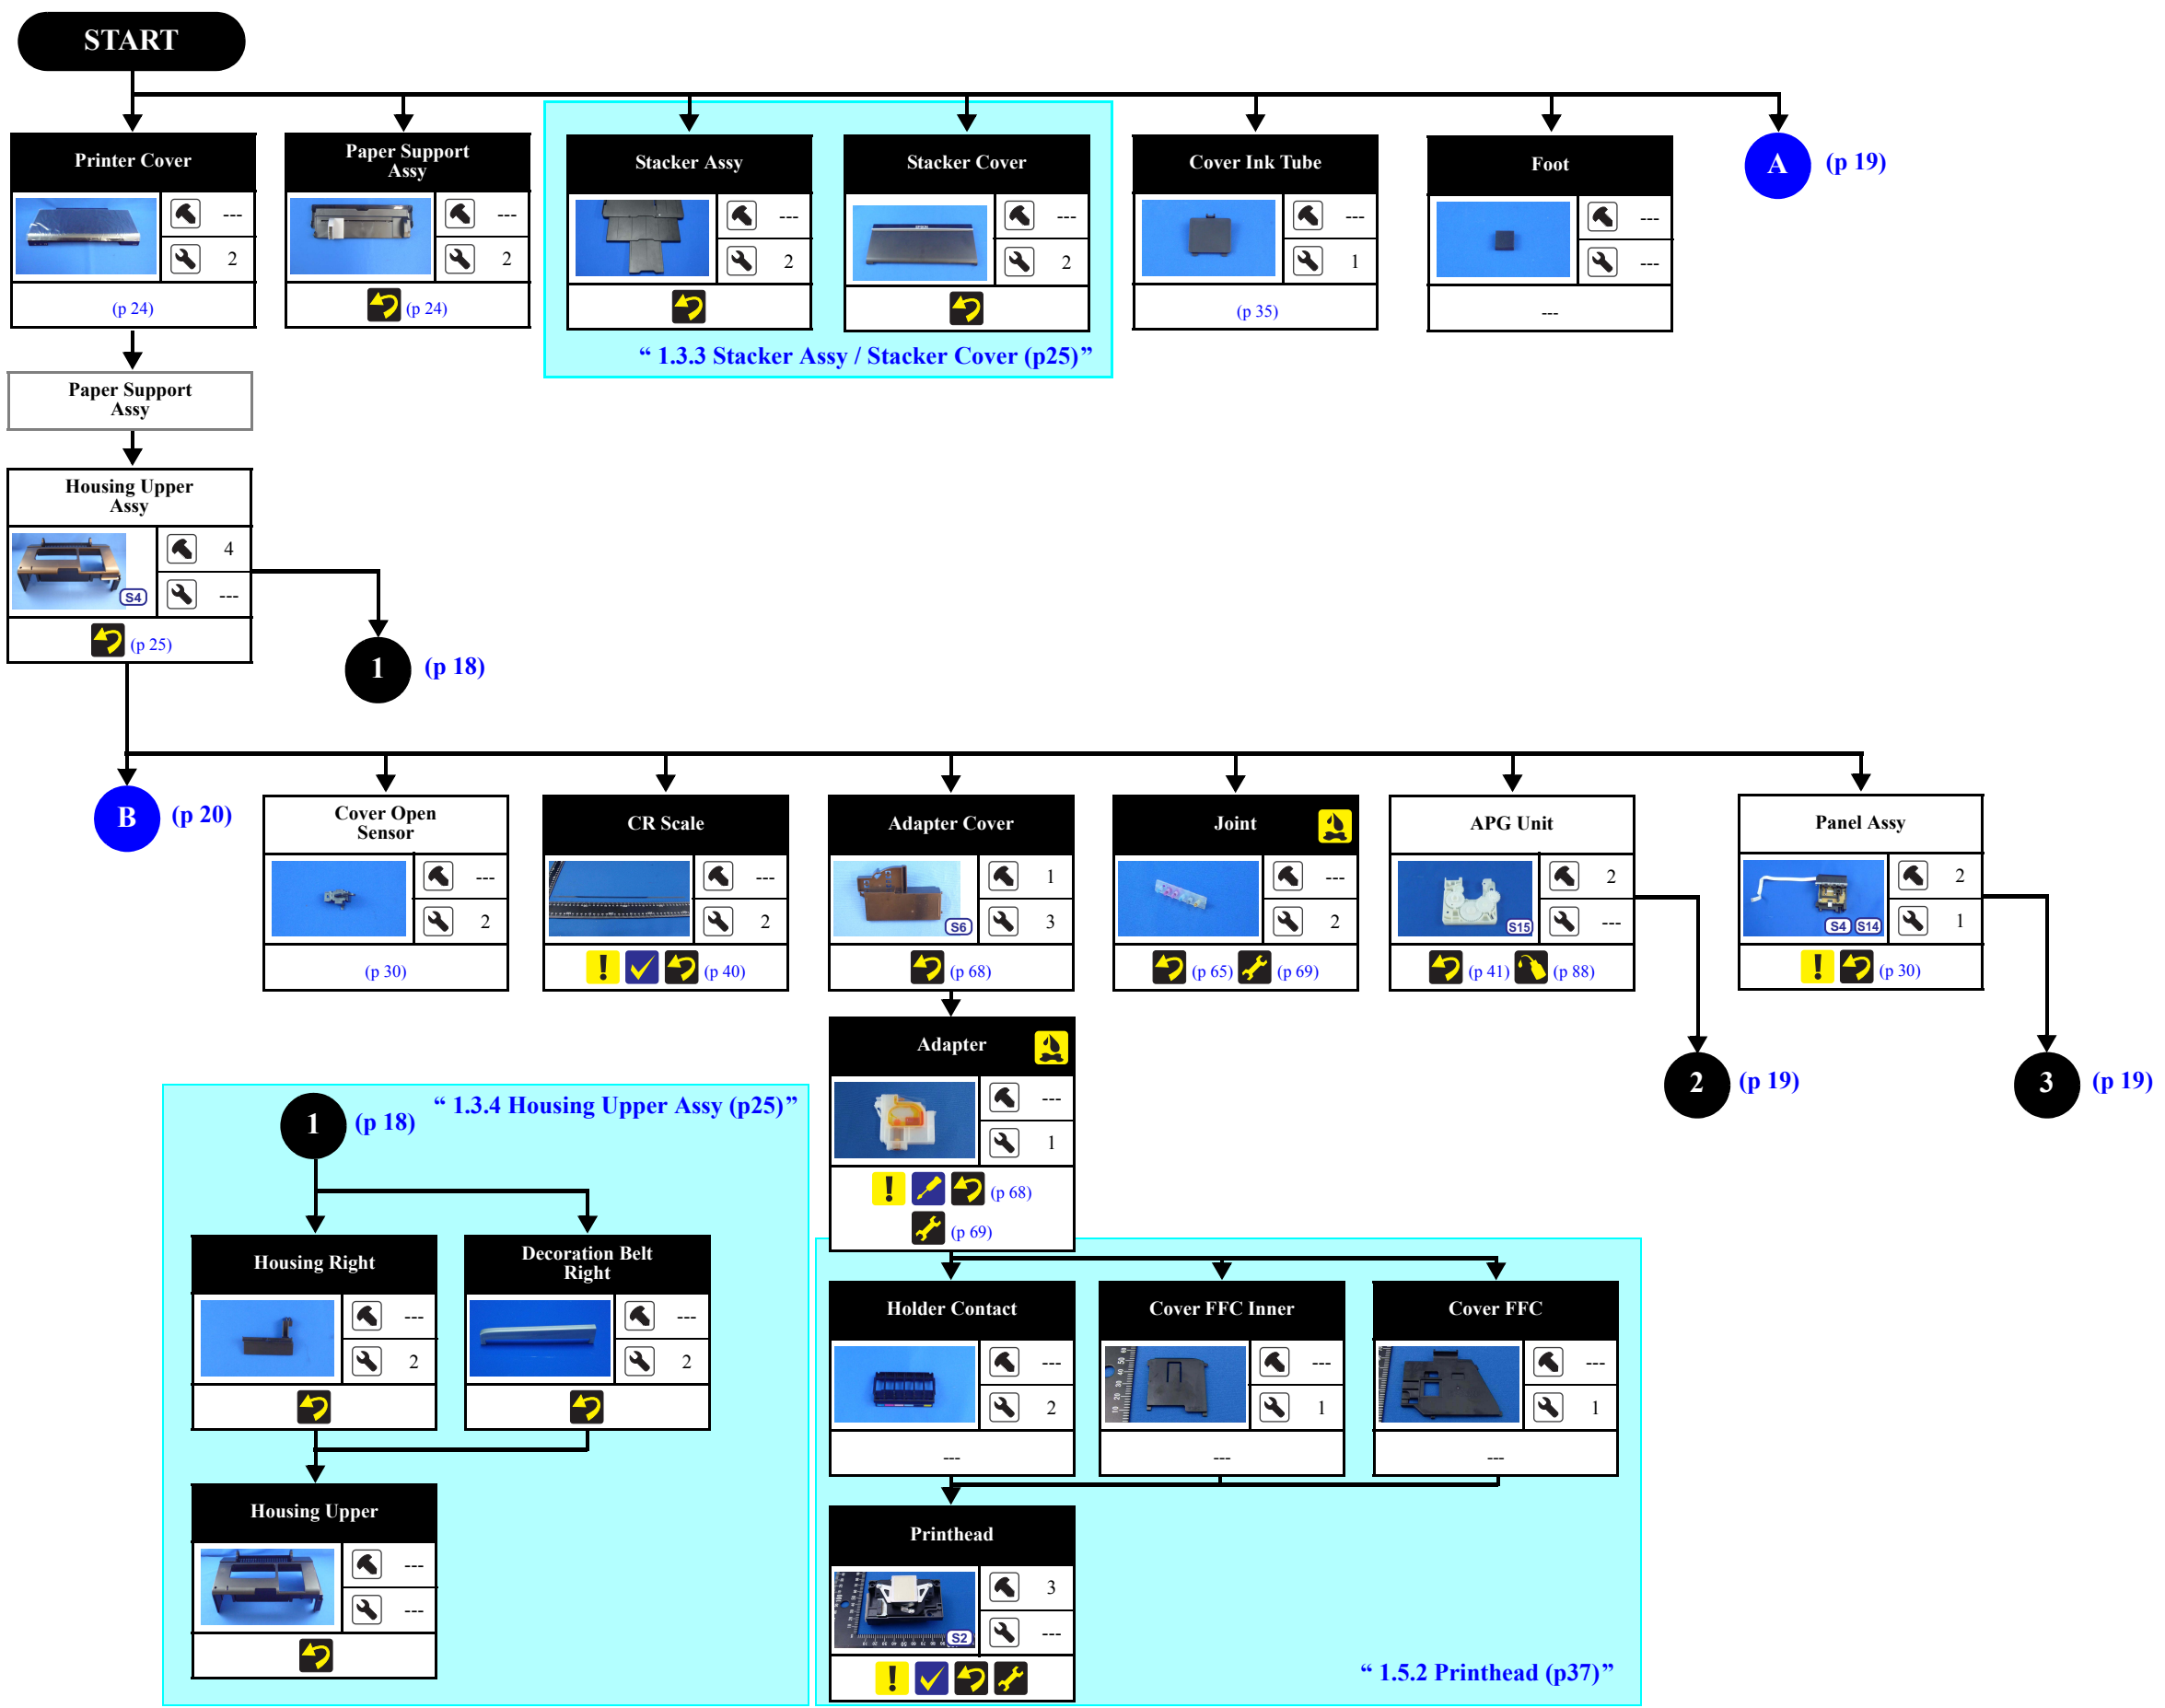 START
Printer Cover
---
2
(p 24)
Paper Support
Assy
---
2
(p 24)
Stacker Assy
---
2
Stacker Cover
---
2
“ 1.3.3 Stacker Assy / Stacker Cover (p25)”
Cover Ink Tube
---
1
(p 35)
Foot
---
---
---
A
(p 19)
Paper Support
Assy
Housing Upper
Assy
S4
4
---
(p 25)
1
(p 18)
B
(p 20)
Cover Open
Sensor
---
2
(p 30)
CR Scale
---
2
(p 40)
Adapter Cover
S6
1
3
(p 68)
Joint
---
2
(p 65)
(p 69)
APG Unit
S15
2
---
(p 41)
(p 88)
Panel Assy
S4 S14
2
1
(p 30)
2
(p 19)
3
(p 19)
Adapter
---
1
(p 68)
(p 69)
1
(p 18)
“ 1.3.4 Housing Upper Assy (p25)”
Housing Right
---
2
Decoration Belt
Right
---
2
Housing Upper
---
---
Holder Contact
---
2
---
Cover FFC Inner
---
1
---
Cover FFC
---
1
---
Printhead
S2
3
---
“ 1.5.2 Printhead (p37)”